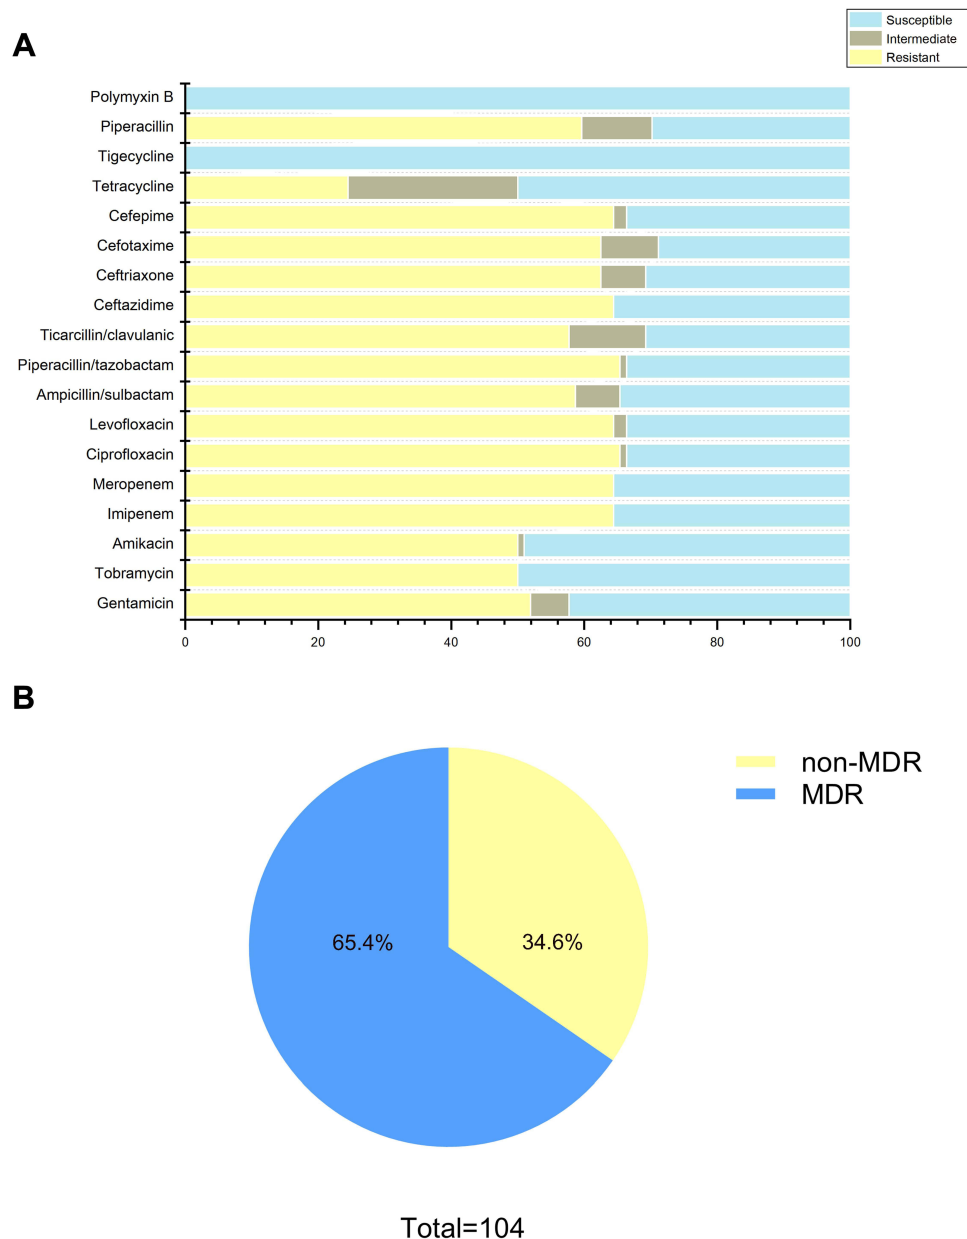 Susceptible
Intermediate
Resistant
A
Polymyxin B
Piperacillin
Tigecycline
Tetracycline
Cefepime
Cefotaxime
Ceftriaxone
Ceftazidime
Ticarcillin/clavulanic
Piperacillin/tazobactam
Ampicillin/sulbactam
Levofloxacin
Ciprofloxacin
Meropenem
Imipenem
Amikacin
Tobramycin
Gentamicin
0 20 40 60 80 100
B
non-MDR
MDR
65.4% 34.6%
Total=104